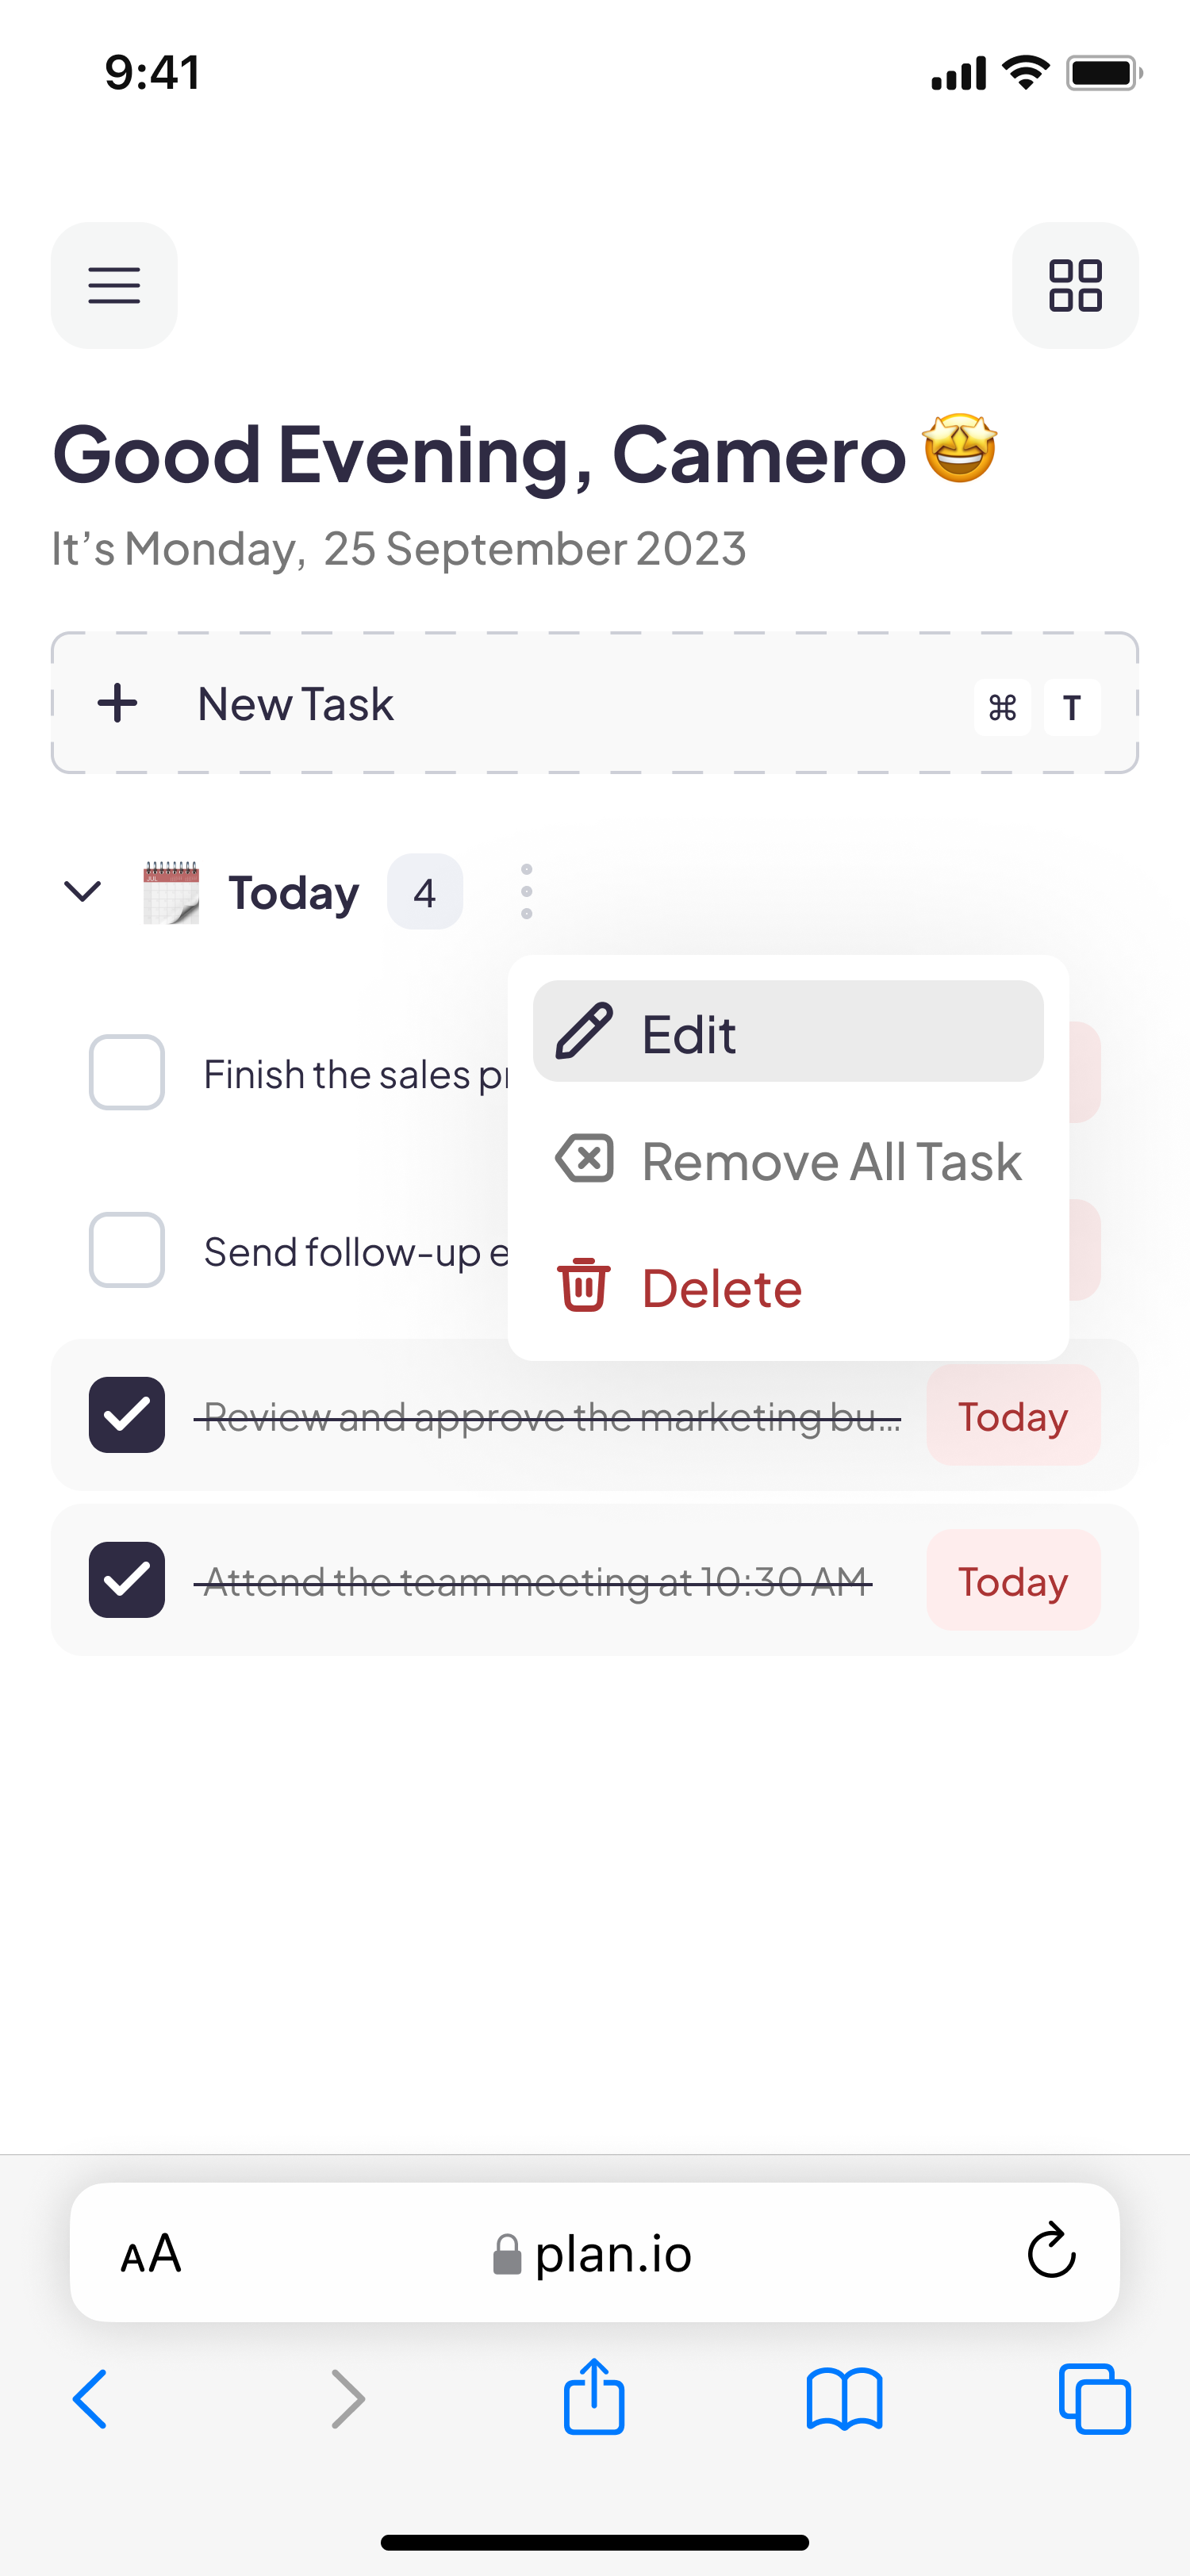 9:41
Good Evening, Camero 🤩
It’s Monday, 25 September 2023
New Task ⌘ T
JUL
Today 4
Edit
Finish the sales
Remove All Task
Send follow-up
Delete
Review and approve the marketing bu... Today
Attend the team meeting at 10:30 AM Today
AA plan.io